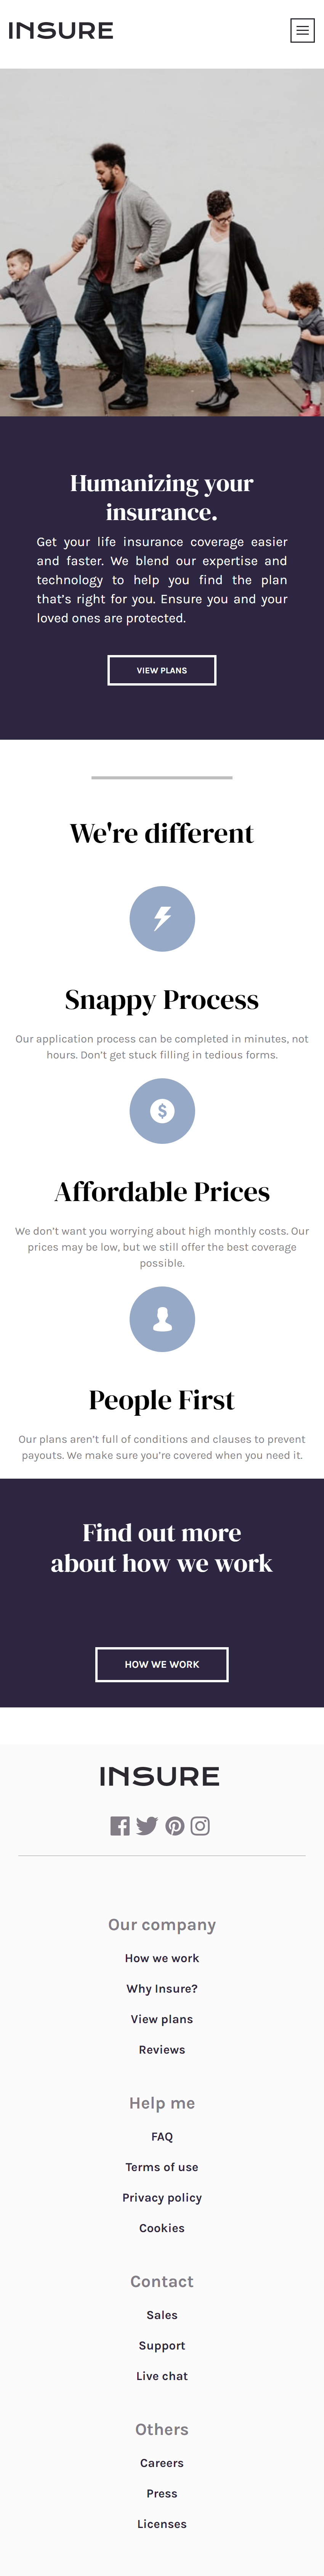 INSURE
Humanizing your
insurance.
Get your life insurance coverage easier
and faster. We blend our expertise and
technology to help you find the plan
that’s right for you. Ensure you and your
loved ones are protected.
VIEW PLANS
We're different
Snappy Process
Our application process can be completed in minutes, not
hours. Don’t get stuck filling in tedious forms.
$
Affordable Prices
We don’t want you worrying about high monthly costs. Our
prices may be low, but we still offer the best coverage
possible.
People First
Our plans aren’t full of conditions and clauses to prevent
payouts. We make sure you’re covered when you need it.
Find out more
about how we work
HOW WE WORK
INSURE
Our company
How we work
Why Insure?
View plans
Reviews
Help me
FAQ
Terms of use
Privacy policy
Cookies
Contact
Sales
Support
Live chat
Others
Careers
Press
Licenses